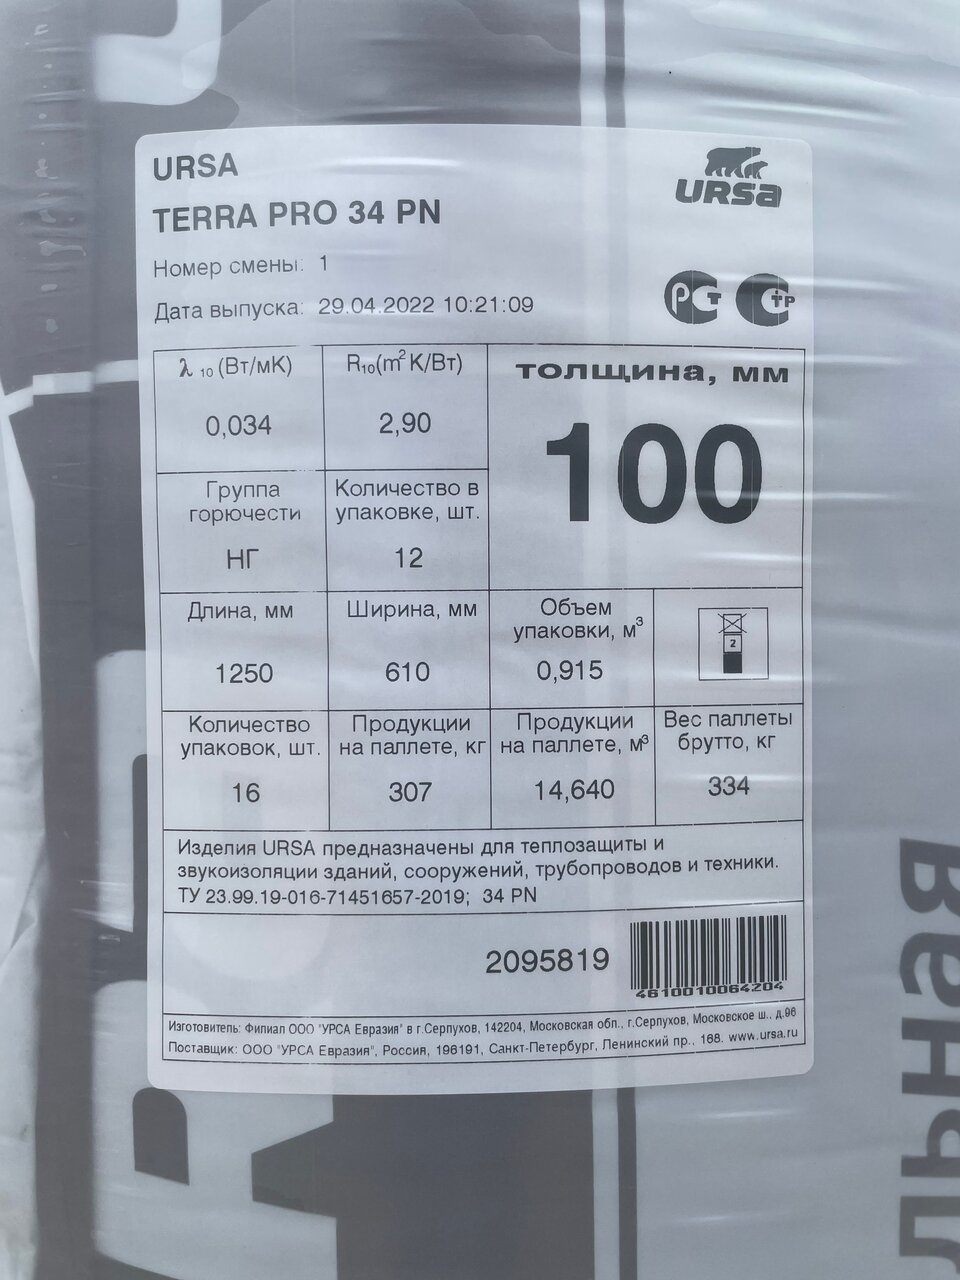 URSA
ursa
TERRA PRO 34 PN
Номер смены: 1
Дата выпуска: 29.04.2022 10:21:09
λ 10 (Вт/мК)
R10(m² K/Вт)
толщина, мм
0,034
2,90
100
Группа
горючести
Количество в
упаковке, шт.
НГ
12
Длина, мм
Ширина, мм
Объем
упаковки, м³
2
1250
610
0,915
Количество
упаковок, шт.
Продукции
на паллете, кг
Продукции
на паллете, м³
Вес паллеты
брутто, кг
16
307
14,640
334
Изделия URSA предназначены для теплозащиты и
звукоизоляции зданий, сооружений, трубопроводов и техники.
ТУ 23.99.19-016-71451657-2019; 34 PN
2095819
4610010064204
Изготовитель: Филиал ООО "УРСА Евразия" в г.Серпухов, 142204, Московская обл., г.Серпухов, Московское ш., д.96
Поставщик: ООО "УРСА Евразия", Россия, 196191, Санкт-Петербург, Ленинский пр., 168. www.ursa.ru